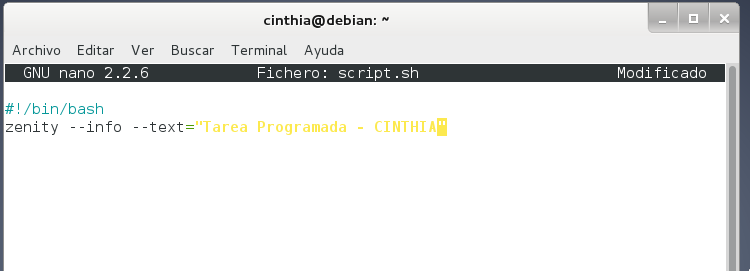 cinthia@debian: ~
Archivo Editar Ver Buscar Terminal Ayuda
GNU nano 2.2.6 Fichero: script.sh Modificado
#!/bin/bash
zenity --info --text="Tarea Programada - CINTHIA"